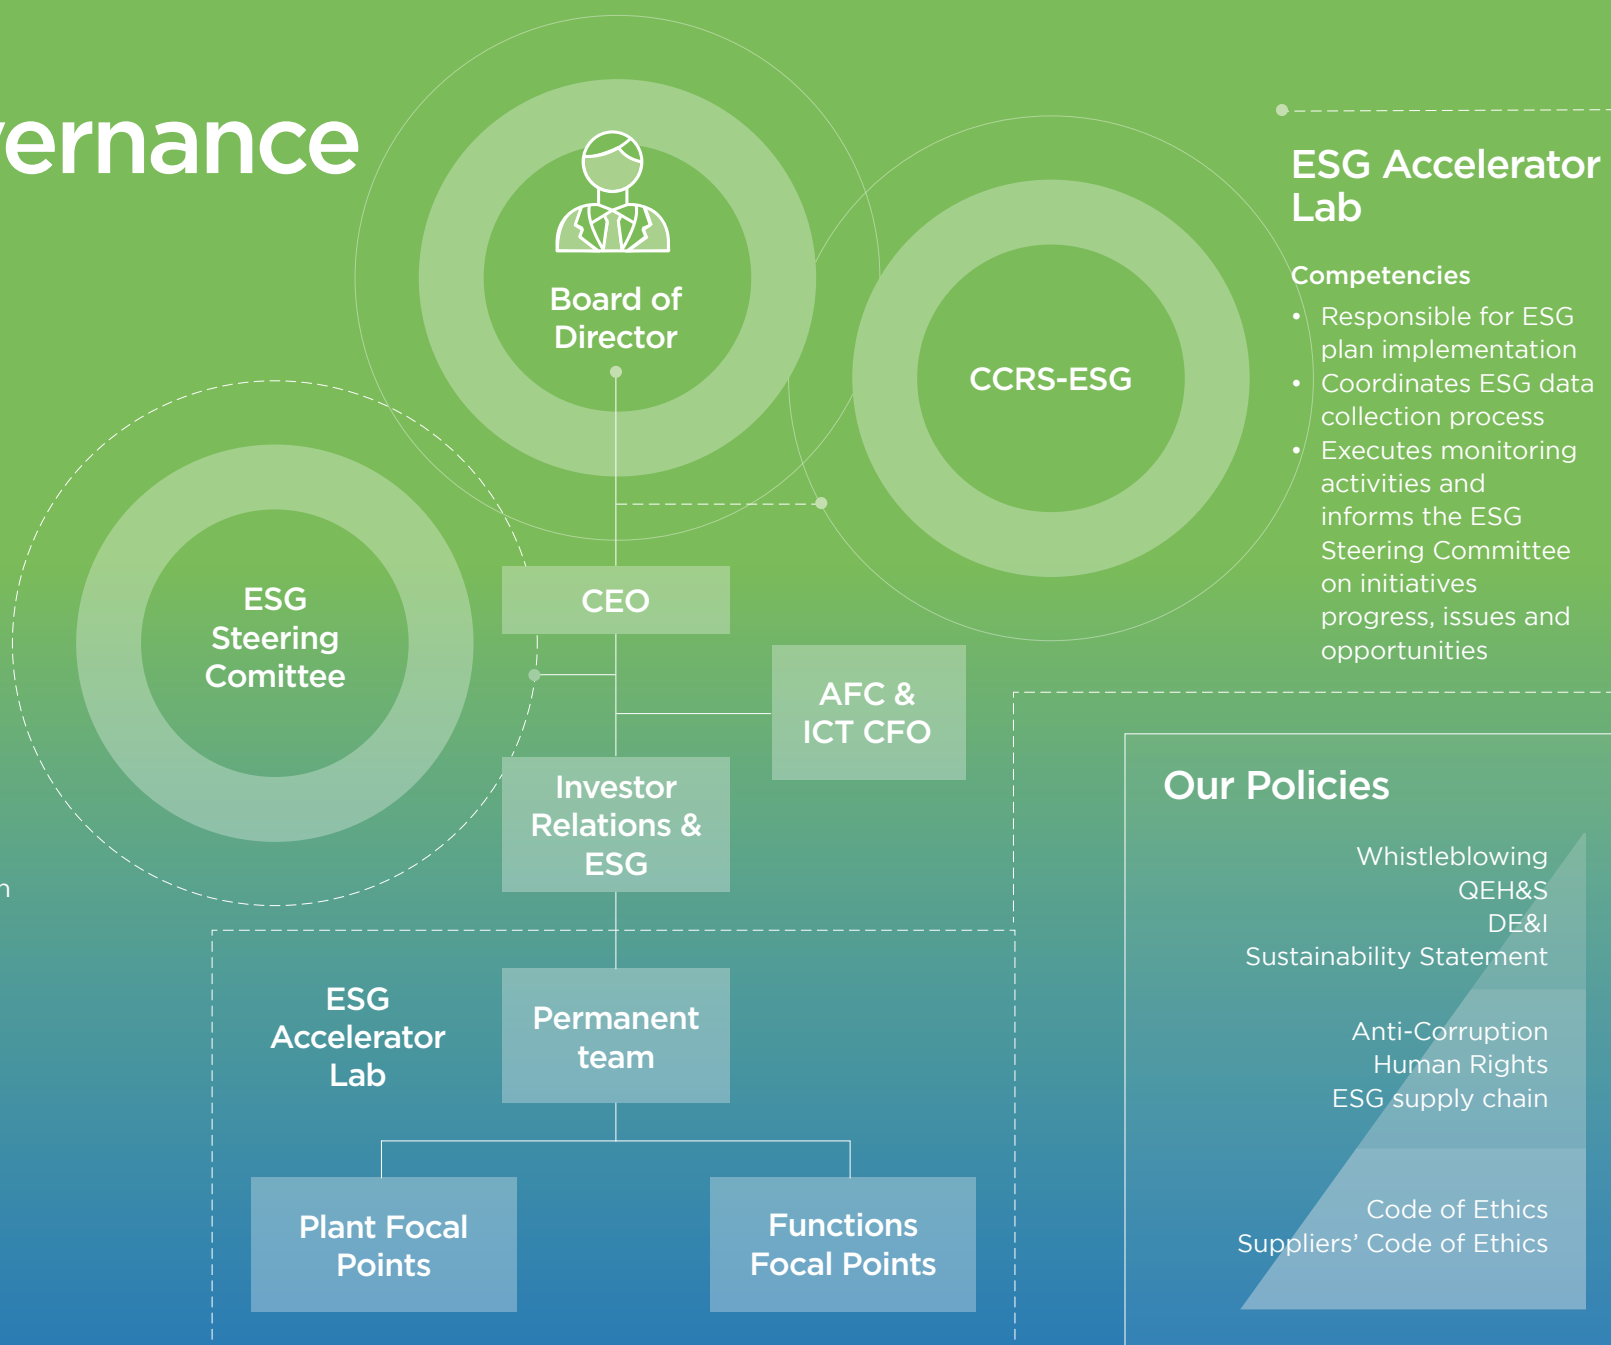 ernance
Board of
Director
CCRS-ESG
ESG
Steering
Comittee
CEO
AFC &
ICT CFO
Investor
Relations &
ESG
ESG
Accelerator
Lab
Permanent
team
Plant Focal
Points
Functions
Focal Points
ESG Accelerator
Lab
Competencies
• Responsible for ESG
plan implementation
• Coordinates ESG data
collection process
• Executes monitoring
activities and
informs the ESG
Steering Committee
on initiatives
progress, issues and
opportunities
Our Policies
Whistleblowing
QEH&S
DE&I
Sustainability Statement
Anti-Corruption
Human Rights
ESG supply chain
Code of Ethics
Suppliers’ Code of Ethics